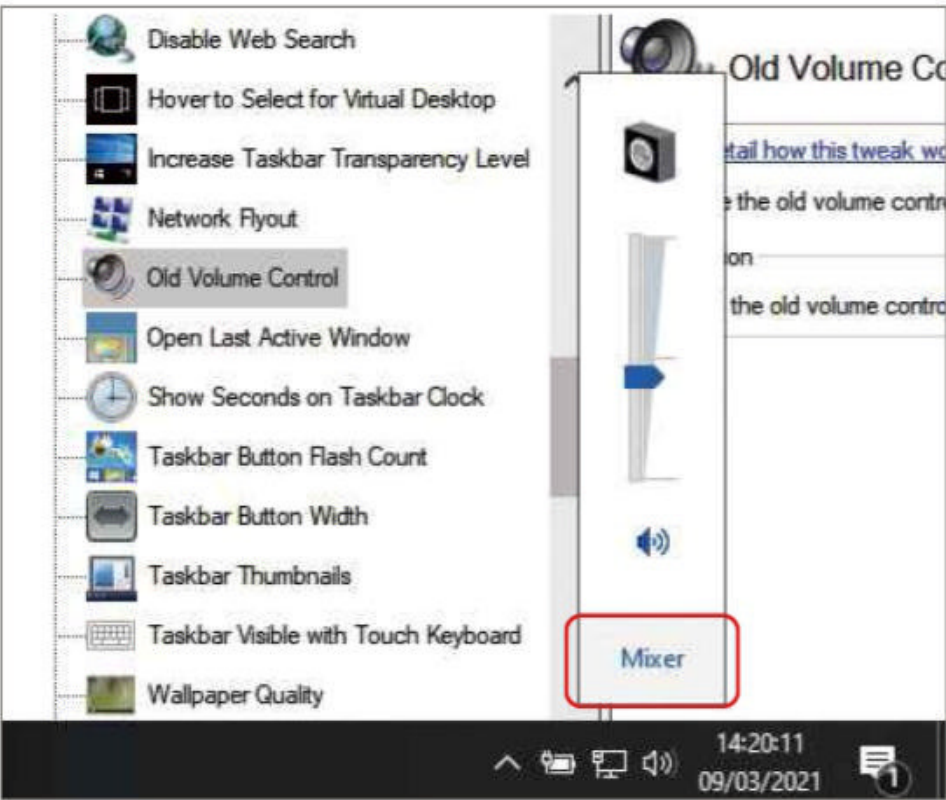 Disable Web Search
Hover to Select for Virtual Desktop
Increase Taskbar Transparency Level
Network Flyout
Old Volume Control
Open Last Active Window
Show Seconds on Taskbar Clock
Taskbar Button Flash Count
Taskbar Button Width
Taskbar Thumbnails
Taskbar Visible with Touch Keyboard
Wallpaper Quality
Old Volume Co
etail how this tweak wo
the old volume contr
ion
the old volume contro
Mixer
14:20:11
09/03/2021
1